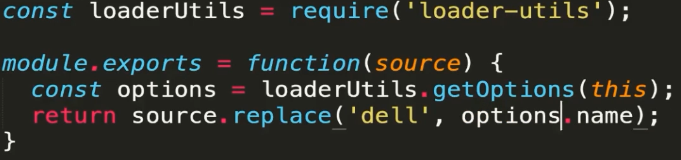 const loaderUtils = require('loader-utils');
module.exports = function(source) {
const options = loaderUtils.getOptions(this);
return source.replace('dell', options.name);
}